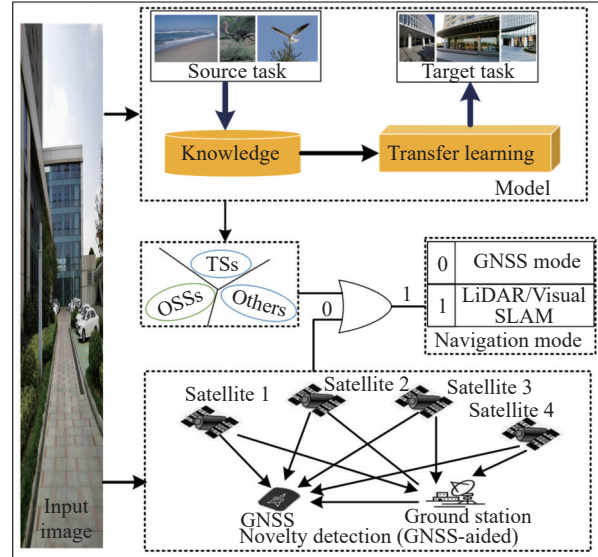 Source task
Target task
Knowledge
Transfer learning
Model
TSs
OSSs
Others
0
1
0
GNSS mode
1
LiDAR/Visual
SLAM
Navigation mode
Satellite 1
Satellite 2
Satellite 3
Satellite 4
Input
image
GNSS
Ground station
Novelty detection (GNSS-aided)